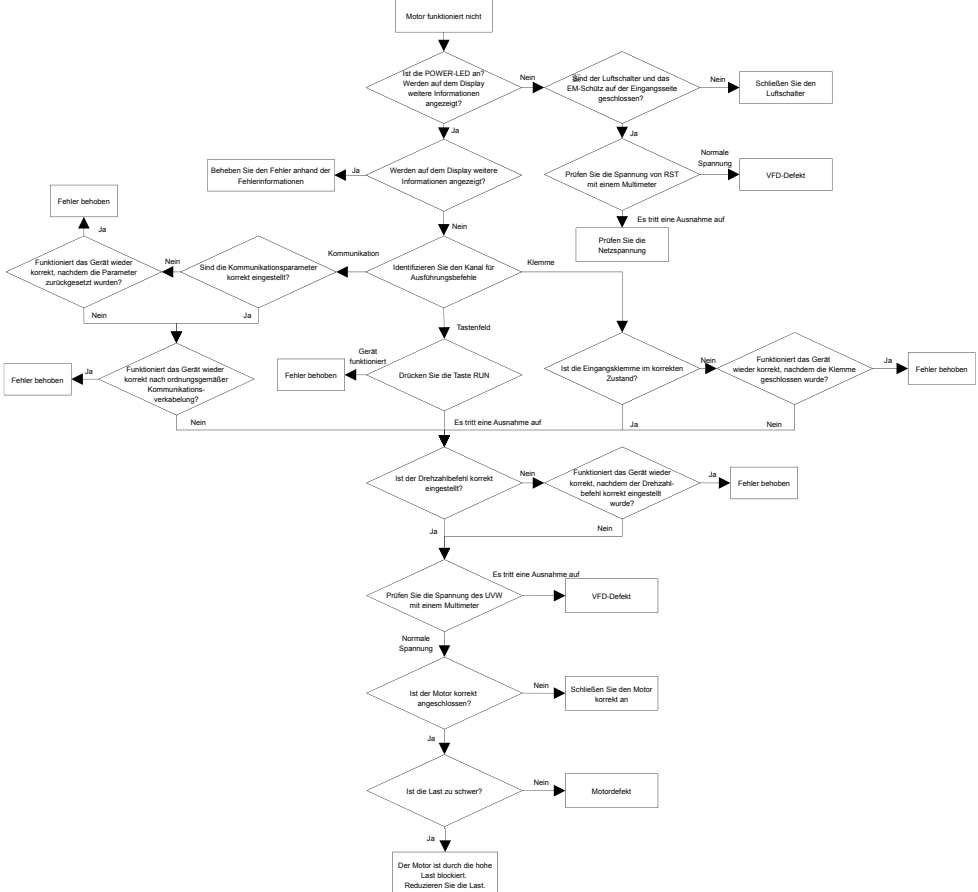 Motor funktioniert nicht
Ist die POWER-LED an?
Werden auf dem Display
weitere Informationen
angezeigt?
Nein
Sind der Luftschalter und das
EM-Schütz auf der Eingangsseite
geschlossen?
Nein
Schließen Sie den
Luftschalter
Ja
Ja
Beheben Sie den Fehler anhand der
Fehlerinformationen
Ja
Werden auf dem Display weitere
Informationen angezeigt?
Prüfen Sie die Spannung von RST
mit einem Multimeter
Normale
Spannung
VFD-Defekt
Es tritt eine Ausnahme auf
Prüfen Sie die
Netzspannung
Nein
Fehler behoben
Ja
Funktioniert das Gerät wieder
korrekt, nachdem die Parameter
zurückgesetzt wurden?
Nein
Sind die Kommunikationsparameter
korrekt eingestellt?
Kommunikation
Identifizieren Sie den Kanal für
Ausführungsbefehle
Klemme
Nein
Ja
Tastenfeld
Fehler behoben
Ja
Funktioniert das Gerät wieder
korrekt nach ordnungsgemäßer
Kommunikations-
verkabelung?
Fehler behoben
Gerät
funktioniert
Drücken Sie die Taste RUN
Ist die Eingangsklemme im korrekten
Zustand?
Nein
Funktioniert das Gerät
wieder korrekt, nachdem die Klemme
geschlossen wurde?
Ja
Fehler behoben
Nein
Es tritt eine Ausnahme auf
Ja
Nein
Ist der Drehzahlbefehl korrekt
eingestellt?
Nein
Funktioniert das Gerät wieder
korrekt, nachdem der Drehzahl-
befehl korrekt eingestellt
wurde?
Ja
Fehler behoben
Ja
Nein
Prüfen Sie die Spannung des UVW
mit einem Multimeter
Es tritt eine Ausnahme auf
VFD-Defekt
Normale
Spannung
Ist der Motor korrekt
angeschlossen?
Nein
Schließen Sie den Motor
korrekt an
Ja
Ist die Last zu schwer?
Nein
Motordefekt
Ja
Der Motor ist durch die hohe
Last blockiert.
Reduzieren Sie die Last.